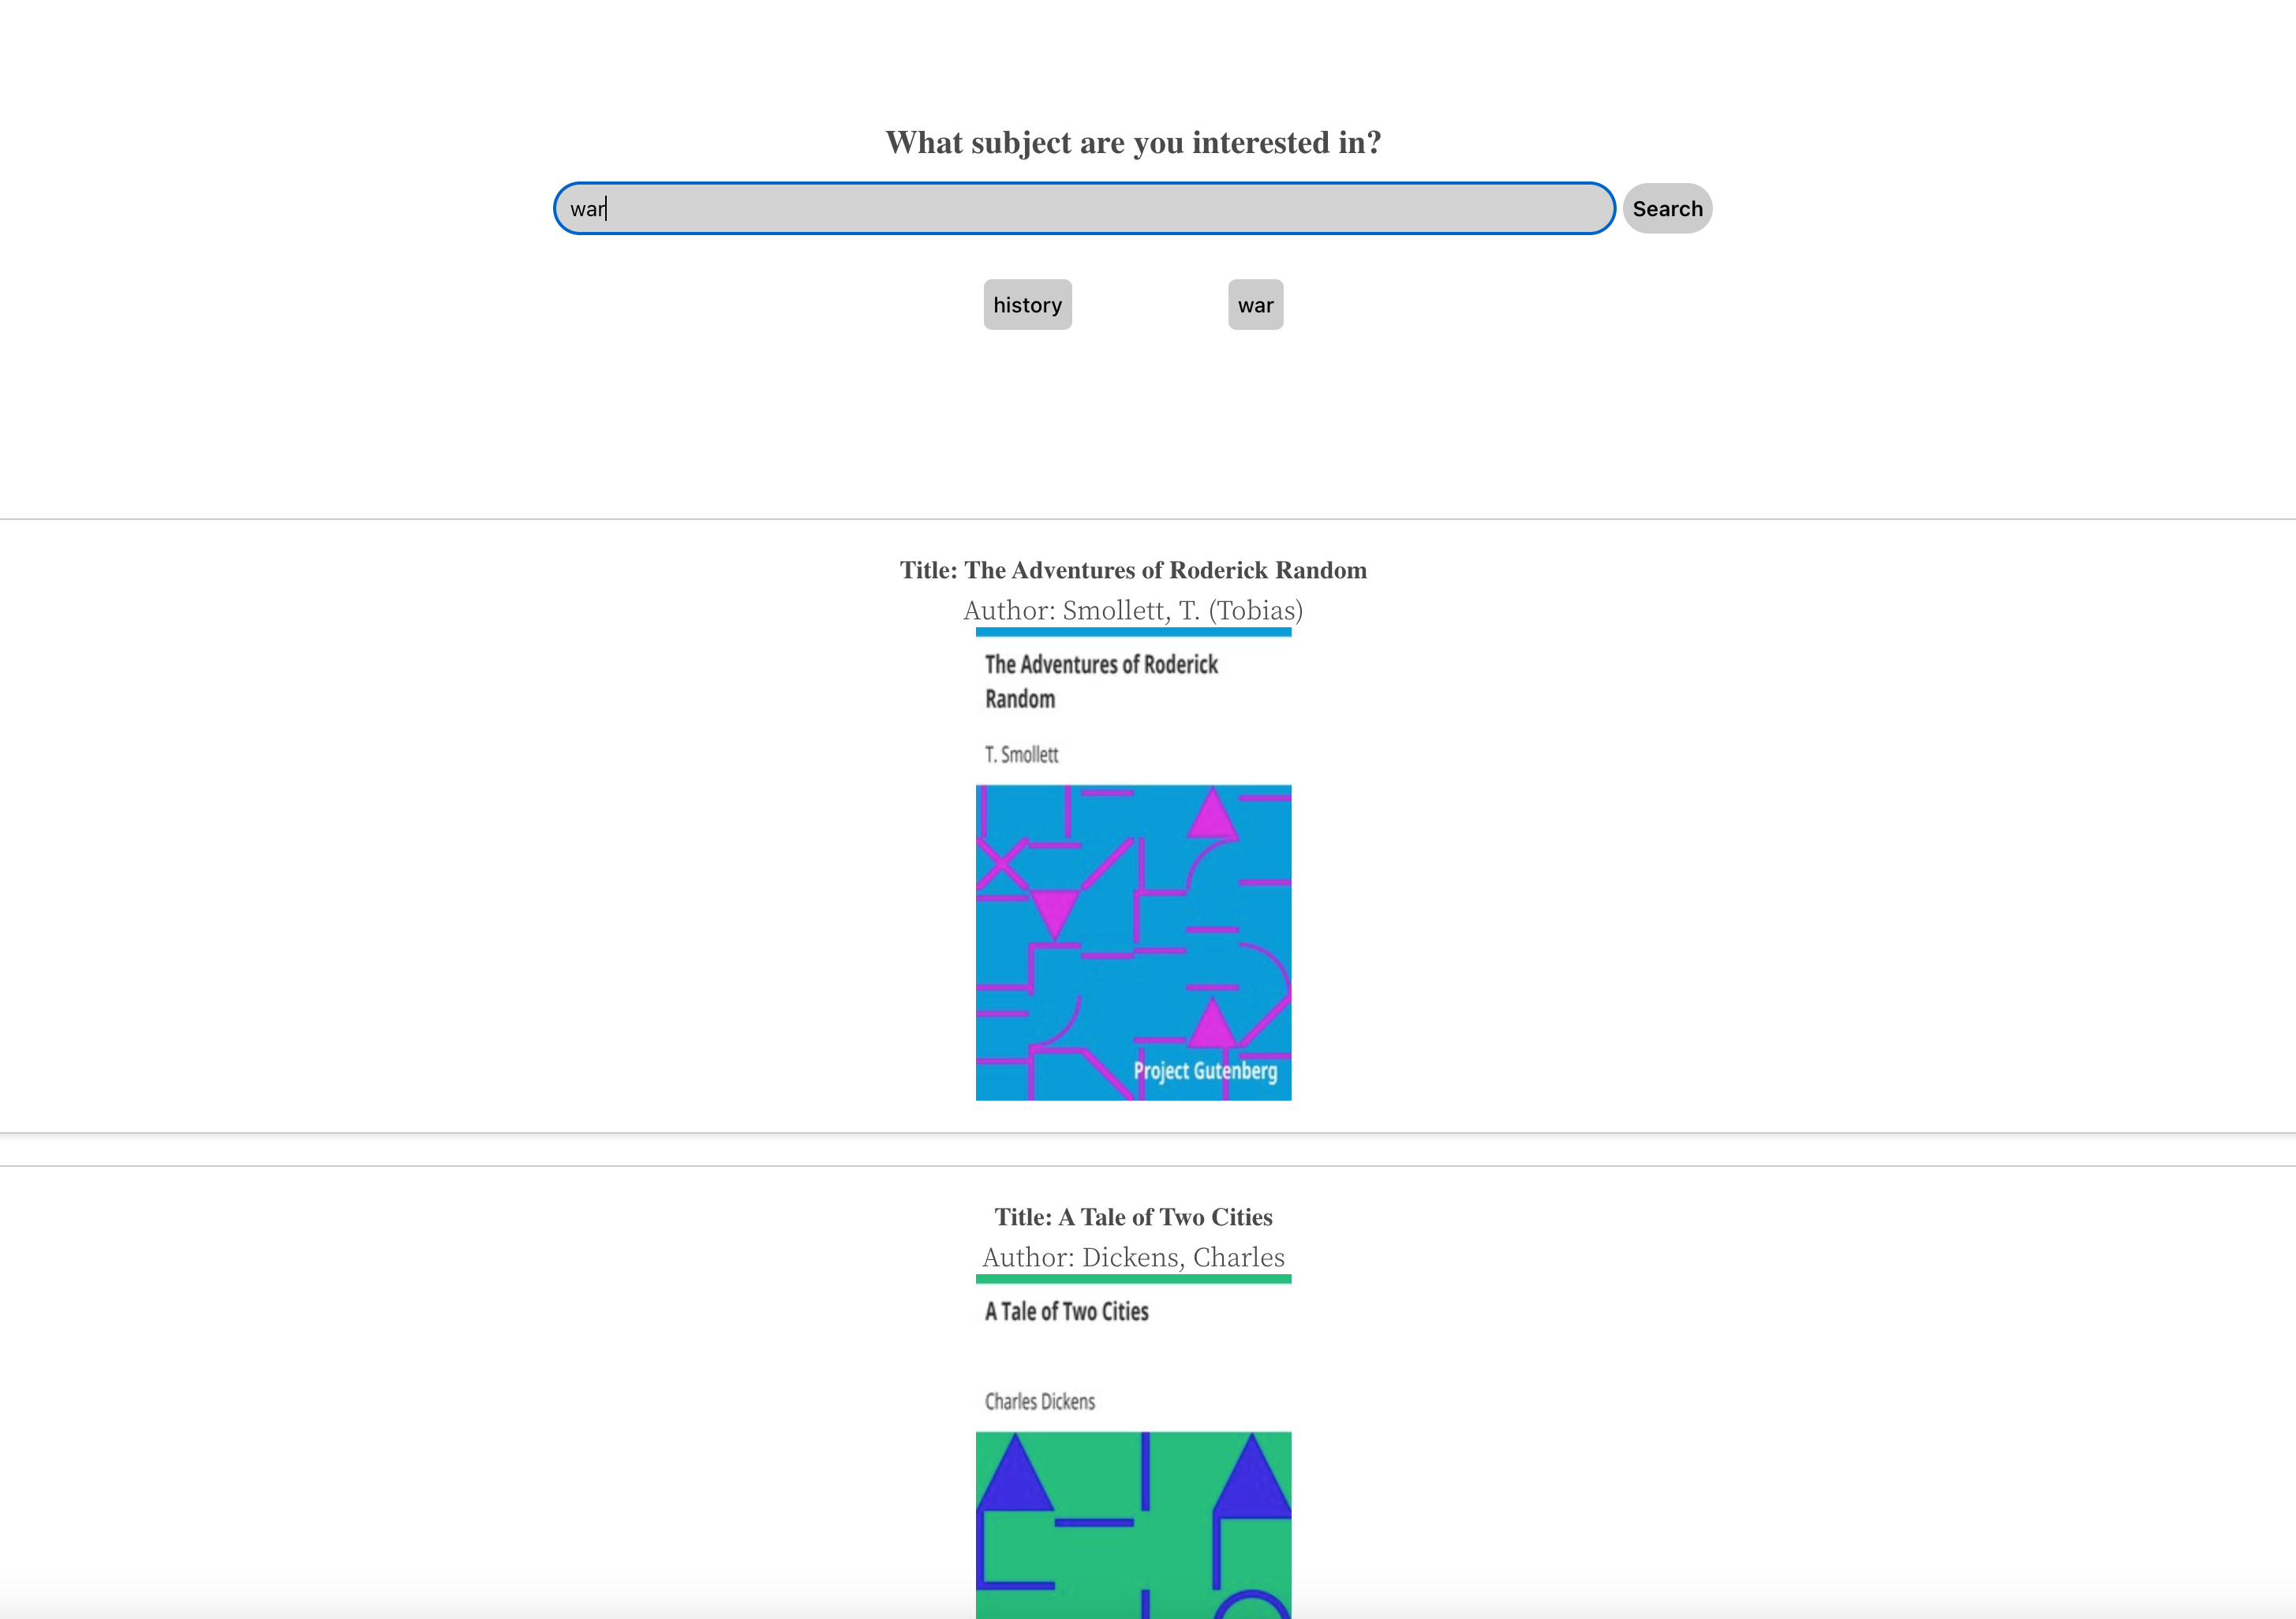 What subject are you interested in?
war
Search
history
war
Title: The Adventures of Roderick Random
Author: Smollett, T. (Tobias)
The Adventures of Roderick
Random
T. Smollett
Project Gutenberg
Title: A Tale of Two Cities
Author: Dickens, Charles
A Tale of Two Cities
Charles Dickens